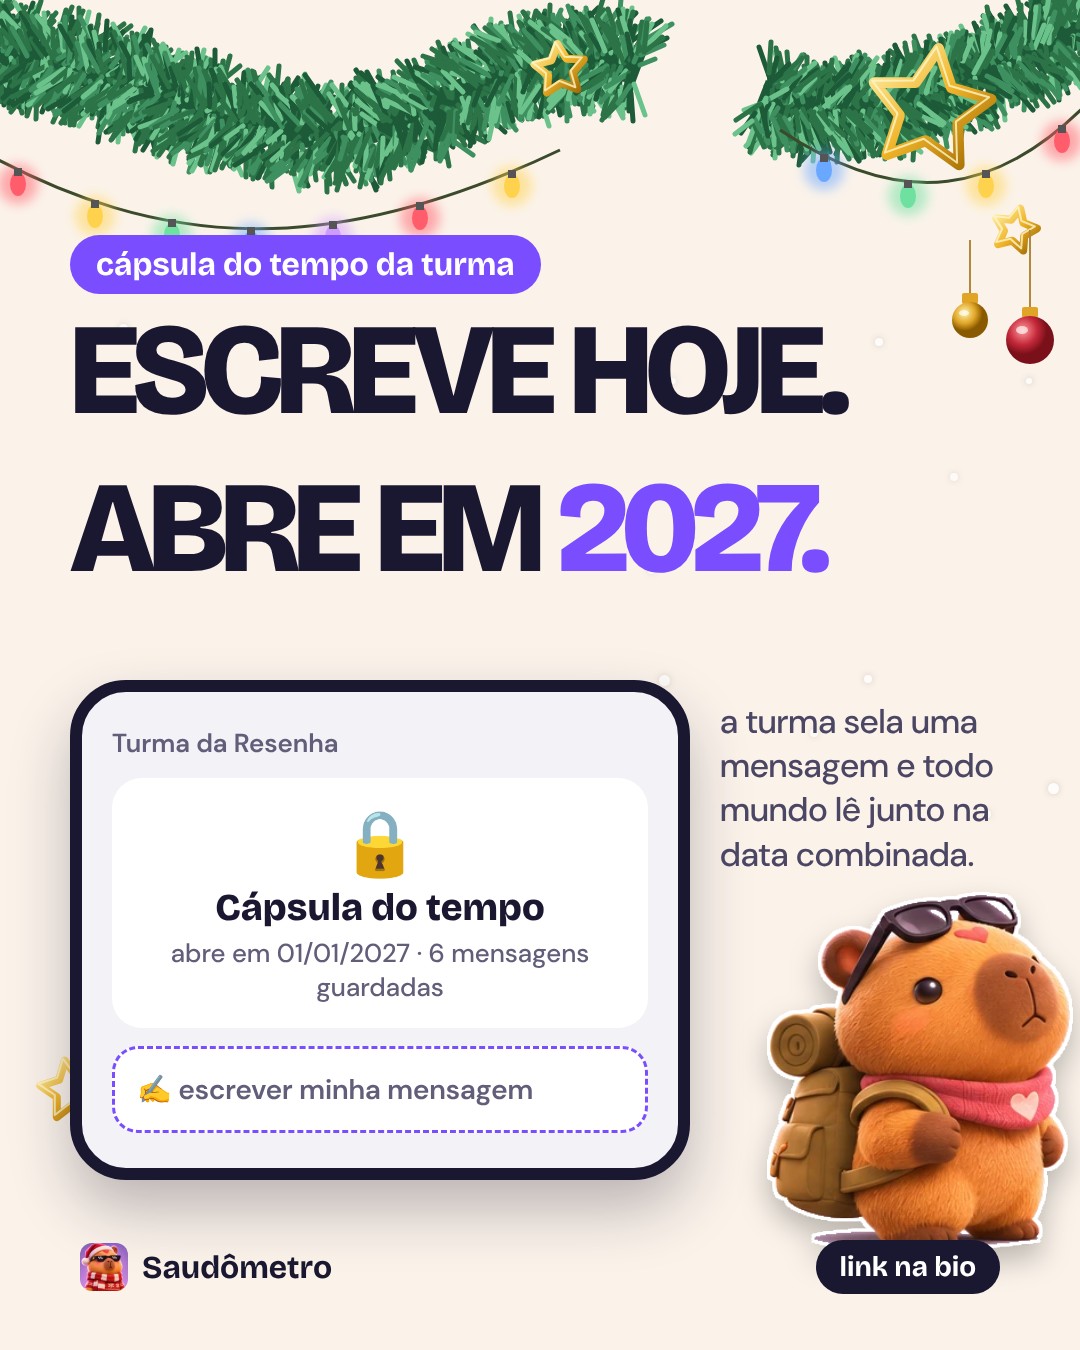 cápsula do tempo da turma
ESCREVE HOJE.
ABRE EM 2027.
Turma da Resenha
Cápsula do tempo
abre em 01/01/2027 · 6 mensagens
guardadas
✍️ escrever minha mensagem
a turma sela uma
mensagem e todo
mundo lê junto na
data combinada.
Saudômetro
link na bio